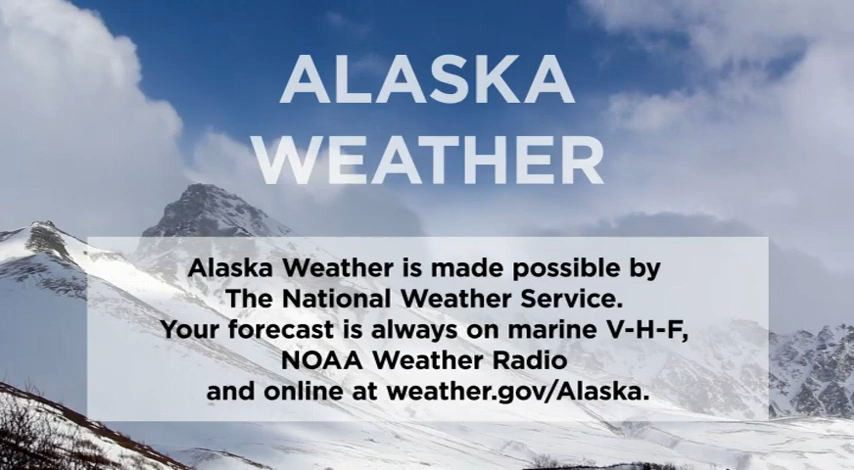 ALASKA
WEATHER
Alaska Weather is made possible by
The National Weather Service.
Your forecast is always on marine V-H-F,
NOAA Weather Radio
and online at weather.gov/Alaska.